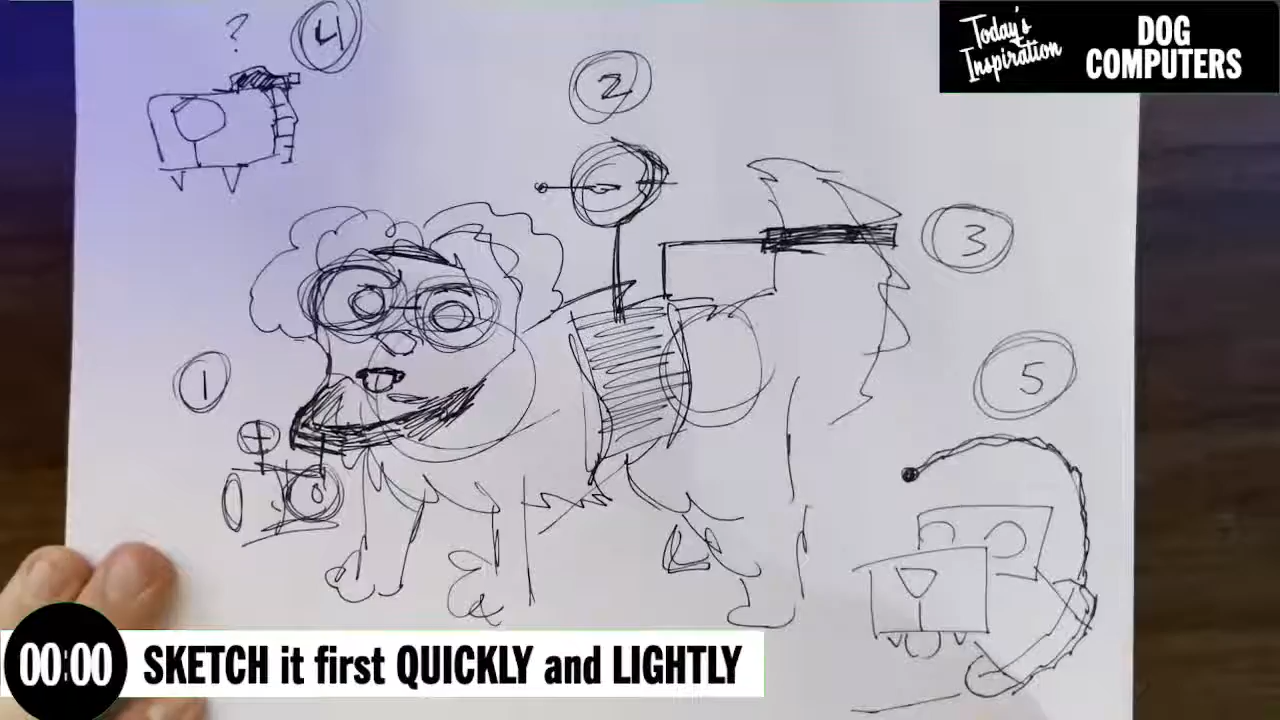 ?
4
2
Today's
Inspiration
DOG
COMPUTERS
3
1
5
00:00
SKETCH it first QUICKLY and LIGHTLY